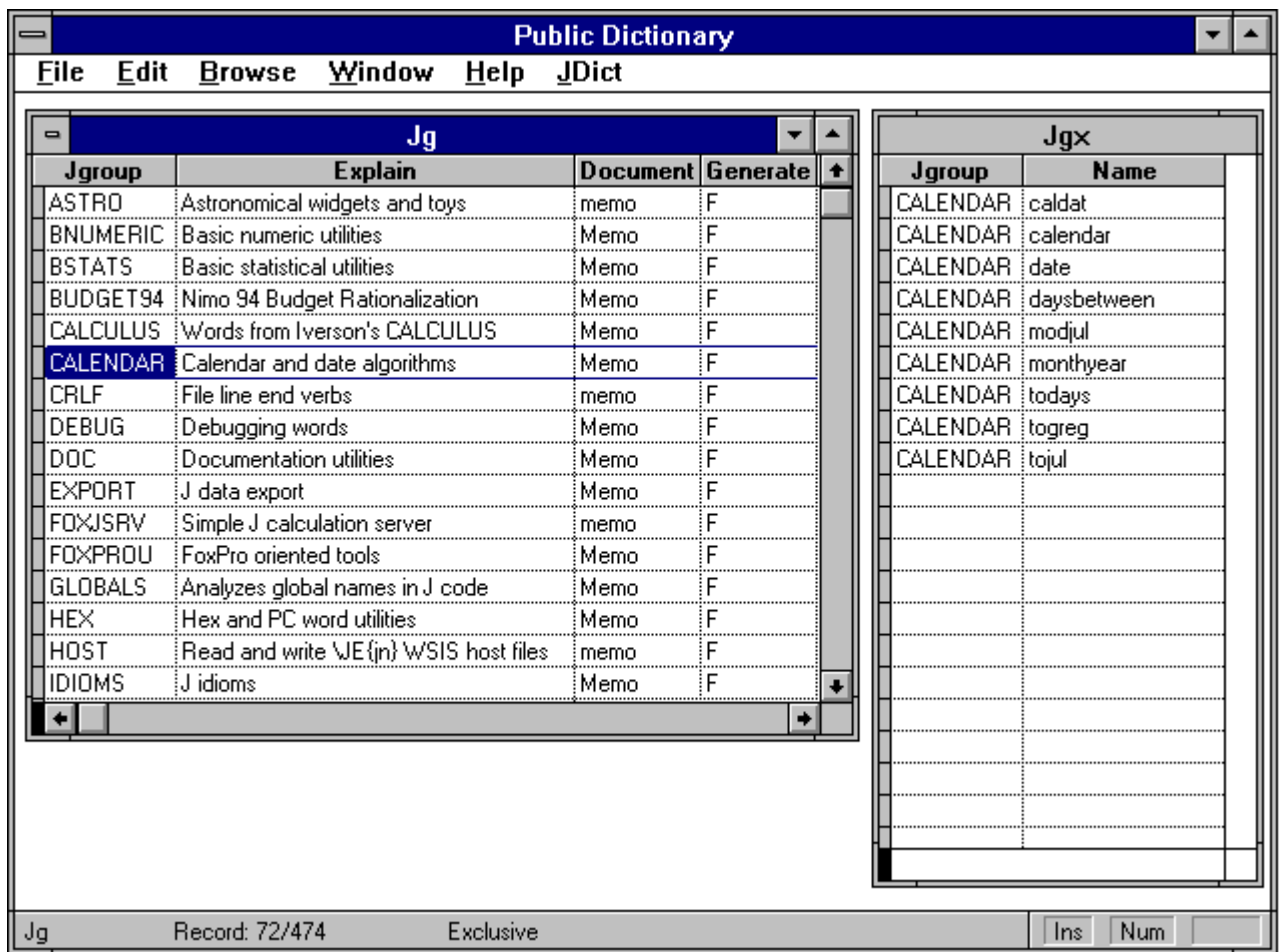 Public Dictionary
File Edit Browse Window Help JDict
Jg
Jgroup Explain Document Generate
ASTRO Astronomical widgets and toys memo F
BNUMERIC Basic numeric utilities Memo F
BSTATS Basic statistical utilities Memo F
BUDGET94 Nimo 94 Budget Rationalization Memo F
CALCULUS Words from Iverson's CALCULUS Memo F
CALENDAR Calendar and date algorithms Memo F
CRLF File line end verbs memo F
DEBUG Debugging words Memo F
DOC Documentation utilities Memo F
EXPORT J data export Memo F
FOXJSRV Simple J calculation server memo F
FOXPROU FoxPro oriented tools Memo F
GLOBALS Analyzes global names in J code Memo F
HEX Hex and PC word utilities Memo F
HOST Read and write \JE{jn} WSIS host files memo F
IDIOMS J idioms Memo F
Jgx
Jgroup Name
CALENDAR caldat
CALENDAR calendar
CALENDAR date
CALENDAR daysbetween
CALENDAR modjul
CALENDAR monthyear
CALENDAR todays
CALENDAR togreg
CALENDAR tojul
Jg Record: 72/474 Exclusive Ins Num